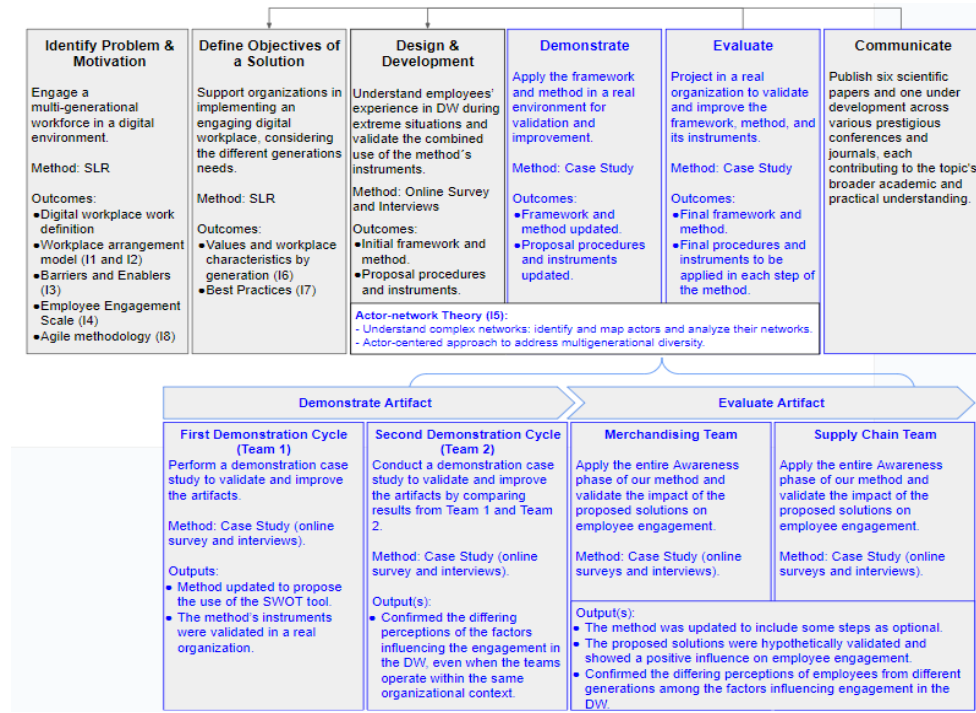 Identify Problem &
Motivation
Engage a
multi-generational
workforce in a digital
environment.
Method: SLR
Outcomes:
●Digital workplace work
definition
●Workplace arrangement
model (I1 and I2)
●Barriers and Enablers
(I3)
●Employee Engagement
Scale (I4)
●Agile methodology (I8)
Define Objectives of
a Solution
Support organizations in
implementing an
engaging digital
workplace, considering
the different generations
needs.
Method: SLR
Outcomes:
●Values and workplace
characteristics by
generation (I6)
●Best Practices (I7)
Design &
Development
Understand employees'
experience in DW during
extreme situations and
validate the combined
use of the method´s
instruments.
Method: Online Survey
and Interviews
Outcomes:
●Initial framework and
method.
●Proposal procedures
and instruments.
Demonstrate
Apply the framework
and method in a real
environment for
validation and
improvement.
Method: Case Study
Outcomes:
●Framework and
method updated.
●Proposal procedures
and instruments
updated.
Evaluate
Project in a real
organization to validate
and improve the
framework, method, and
its instruments.
Method: Case Study
Outcomes:
●Final framework and
method.
●Final procedures and
instruments to be
applied in each step of
the method.
Communicate
Publish six scientific
papers and one under
development across
various prestigious
conferences and
journals, each
contributing to the topic's
broader academic and
practical understanding.
Actor-network Theory (I5):
- Understand complex networks: identify and map actors and analyze their networks.
- Actor-centered approach to address multigenerational diversity.
Demonstrate Artifact
Evaluate Artifact
First Demonstration Cycle
(Team 1)
Perform a demonstration case
study to validate and improve
the artifacts.
Method: Case Study (online
survey and interviews).
Outputs:
● Method updated to propose
the use of the SWOT tool.
● The method's instruments
were validated in a real
organization.
Second Demonstration Cycle
(Team 2)
Conduct a demonstration case
study to validate and improve
the artifacts by comparing
results from Team 1 and Team
2.
Method: Case Study (online
survey and interviews).
Output(s):
● Confirmed the differing
perceptions of the factors
influencing the engagement in
the DW, even when the teams
operate within the same
organizational context.
Merchandising Team
Apply the entire Awareness
phase of our method and
validate the impact of the
proposed solutions on
employee engagement.
Method: Case Study (online
surveys and interviews).
Supply Chain Team
Apply the entire Awareness
phase of our method and
validate the impact of the
proposed solutions on
employee engagement.
Method: Case Study (online
surveys and interviews).
Output(s):
● The method was updated to include some steps as optional.
● The proposed solutions were hypothetically validated and
showed a positive influence on employee engagement.
● Confirmed the differing perceptions of employees from different
generations among the factors influencing engagement in the
DW.